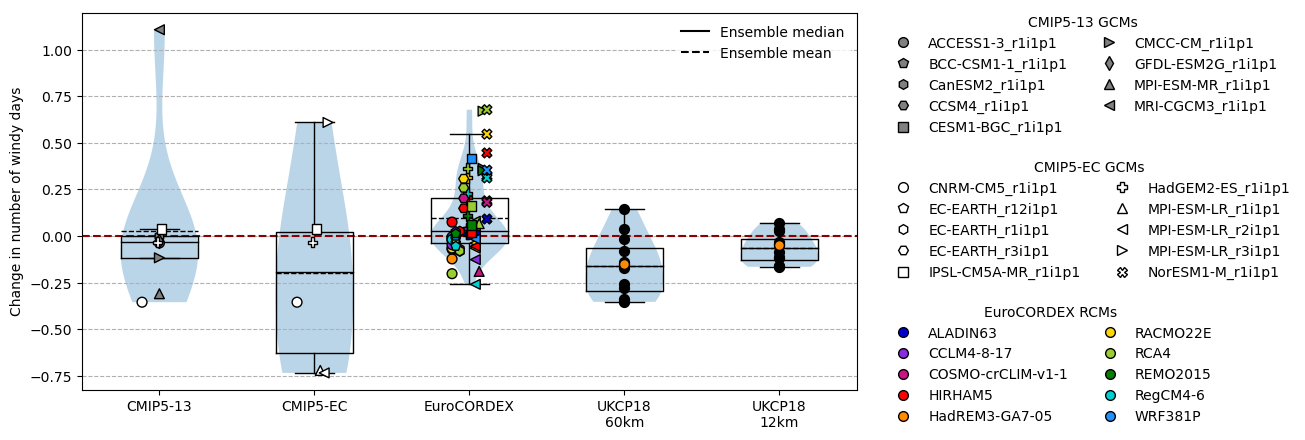 Change in number of windy days
1.00
0.75
0.50
0.25
0.00
−0.25
−0.50
−0.75
Ensemble median
Ensemble mean
CMIP5-13
CMIP5-EC
EuroCORDEX
UKCP18
60km
UKCP18
12km
CMIP5-13 GCMs
ACCESS1-3_r1i1p1
BCC-CSM1-1_r1i1p1
CanESM2_r1i1p1
CCSM4_r1i1p1
CESM1-BGC_r1i1p1
CMCC-CM_r1i1p1
GFDL-ESM2G_r1i1p1
MPI-ESM-MR_r1i1p1
MRI-CGCM3_r1i1p1
CMIP5-EC GCMs
CNRM-CM5_r1i1p1
EC-EARTH_r12i1p1
EC-EARTH_r1i1p1
EC-EARTH_r3i1p1
IPSL-CM5A-MR_r1i1p1
HadGEM2-ES_r1i1p1
MPI-ESM-LR_r1i1p1
MPI-ESM-LR_r2i1p1
MPI-ESM-LR_r3i1p1
NorESM1-M_r1i1p1
EuroCORDEX RCMs
ALADIN63
CCLM4-8-17
COSMO-crCLIM-v1-1
HIRHAM5
HadREM3-GA7-05
RACMO22E
RCA4
REMO2015
RegCM4-6
WRF381P